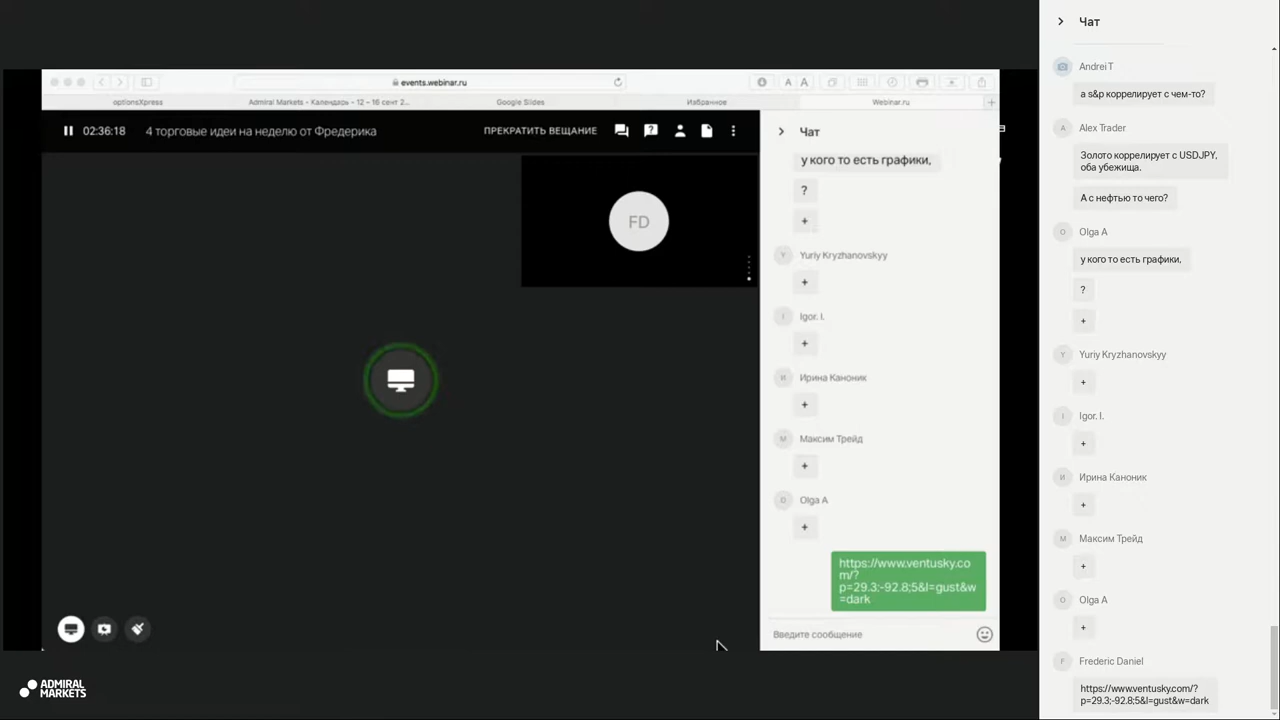 events.webinar.ru
A A
optionsXpress
Admiral Markets - Календарь - 12 - 16 сент 2...
Google Slides
Избранное
Webinar.ru
02:36:18
4 торговые идеи на неделю от Фредерика
ПРЕКРАТИТЬ ВЕЩАНИЕ
FD
Чат
у кого то есть графики,
?
+
Y
Yuriy Kryzhanovskyy
+
I
Igor. I.
+
И
Ирина Каноник
+
М
Максим Трейд
+
O
Olga A
+
https://www.ventusky.co
m/?
p=29.3;-92.8;5&l=gust&w
=dark
Введите сообщение
ADMIRAL
MARKETS
Чат
Andrei T
а s&p коррелирует с чем-то?
A
Alex Trader
Золото коррелирует с USDJPY,
оба убежища.
А с нефтью то чего?
O
Olga A
у кого то есть графики,
?
+
Y
Yuriy Kryzhanovskyy
+
I
Igor. I.
+
И
Ирина Каноник
+
М
Максим Трейд
+
O
Olga A
+
F
Frederic Daniel
https://www.ventusky.com/?
p=29.3;-92.8;5&l=gust&w=dark